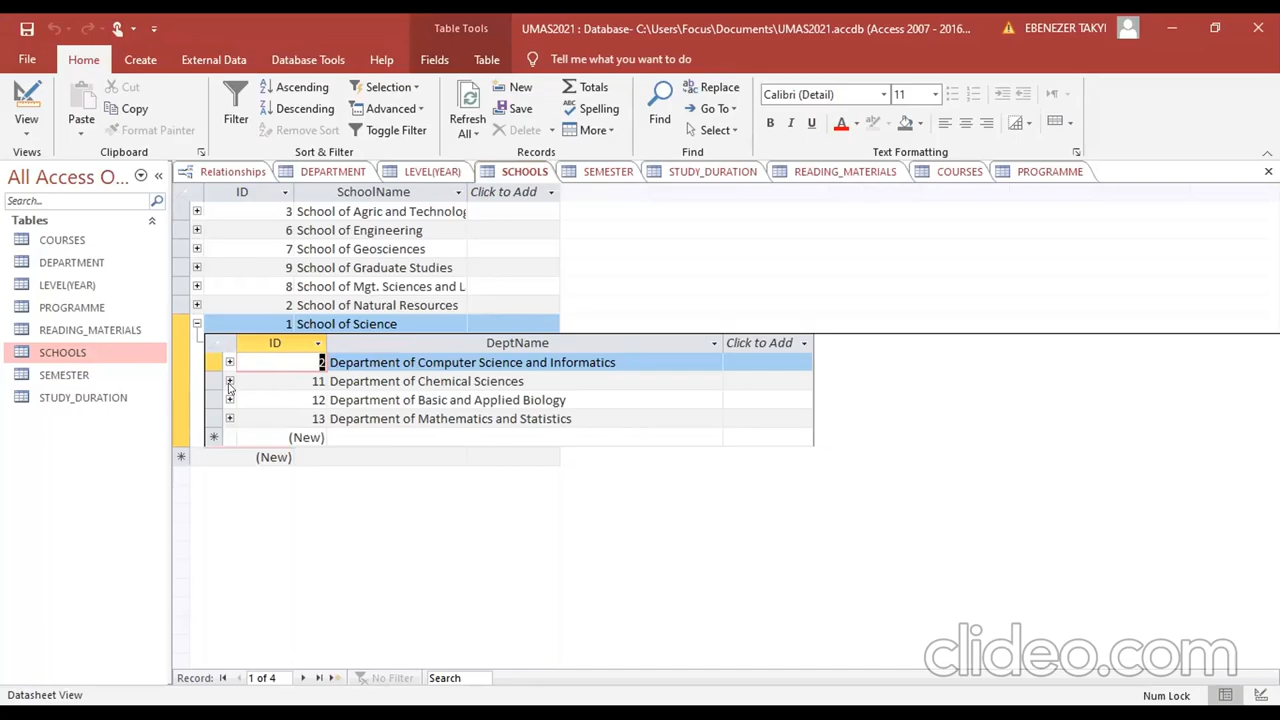 Table Tools
UMAS2021 : Database- C:\Users\Focus\Documents\UMAS2021.accdb (Access 2007 - 2016...
EBENEZER TAKYI
File Home Create External Data Database Tools Help Fields Table Tell me what you want to do
View
Views
Paste
Cut
Copy
Format Painter
Clipboard
Filter
Ascending
Descending
Remove Sort
Selection
Advanced
Toggle Filter
Sort & Filter
Refresh
All
New
Save
Delete
Totals
Spelling
More
Records
Find
Replace
Go To
Select
Find
Calibri (Detail) 11
B I U A
Text Formatting
All Access O...
Search...
Tables
COURSES
DEPARTMENT
LEVEL(YEAR)
PROGRAMME
READING_MATERIALS
SCHOOLS
SEMESTER
STUDY_DURATION
Relationships DEPARTMENT LEVEL(YEAR) SCHOOLS SEMESTER STUDY_DURATION READING_MATERIALS COURSES PROGRAMME
ID SchoolName Click to Add
3 School of Agric and Technolog
6 School of Engineering
7 School of Geosciences
9 School of Graduate Studies
8 School of Mgt. Sciences and L
2 School of Natural Resources
1 School of Science
ID DeptName Click to Add
2 Department of Computer Science and Informatics
11 Department of Chemical Sciences
12 Department of Basic and Applied Biology
13 Department of Mathematics and Statistics
(New)
(New)
clideo.com
Record: 1 of 4 No Filter Search
Datasheet View
Num Lock